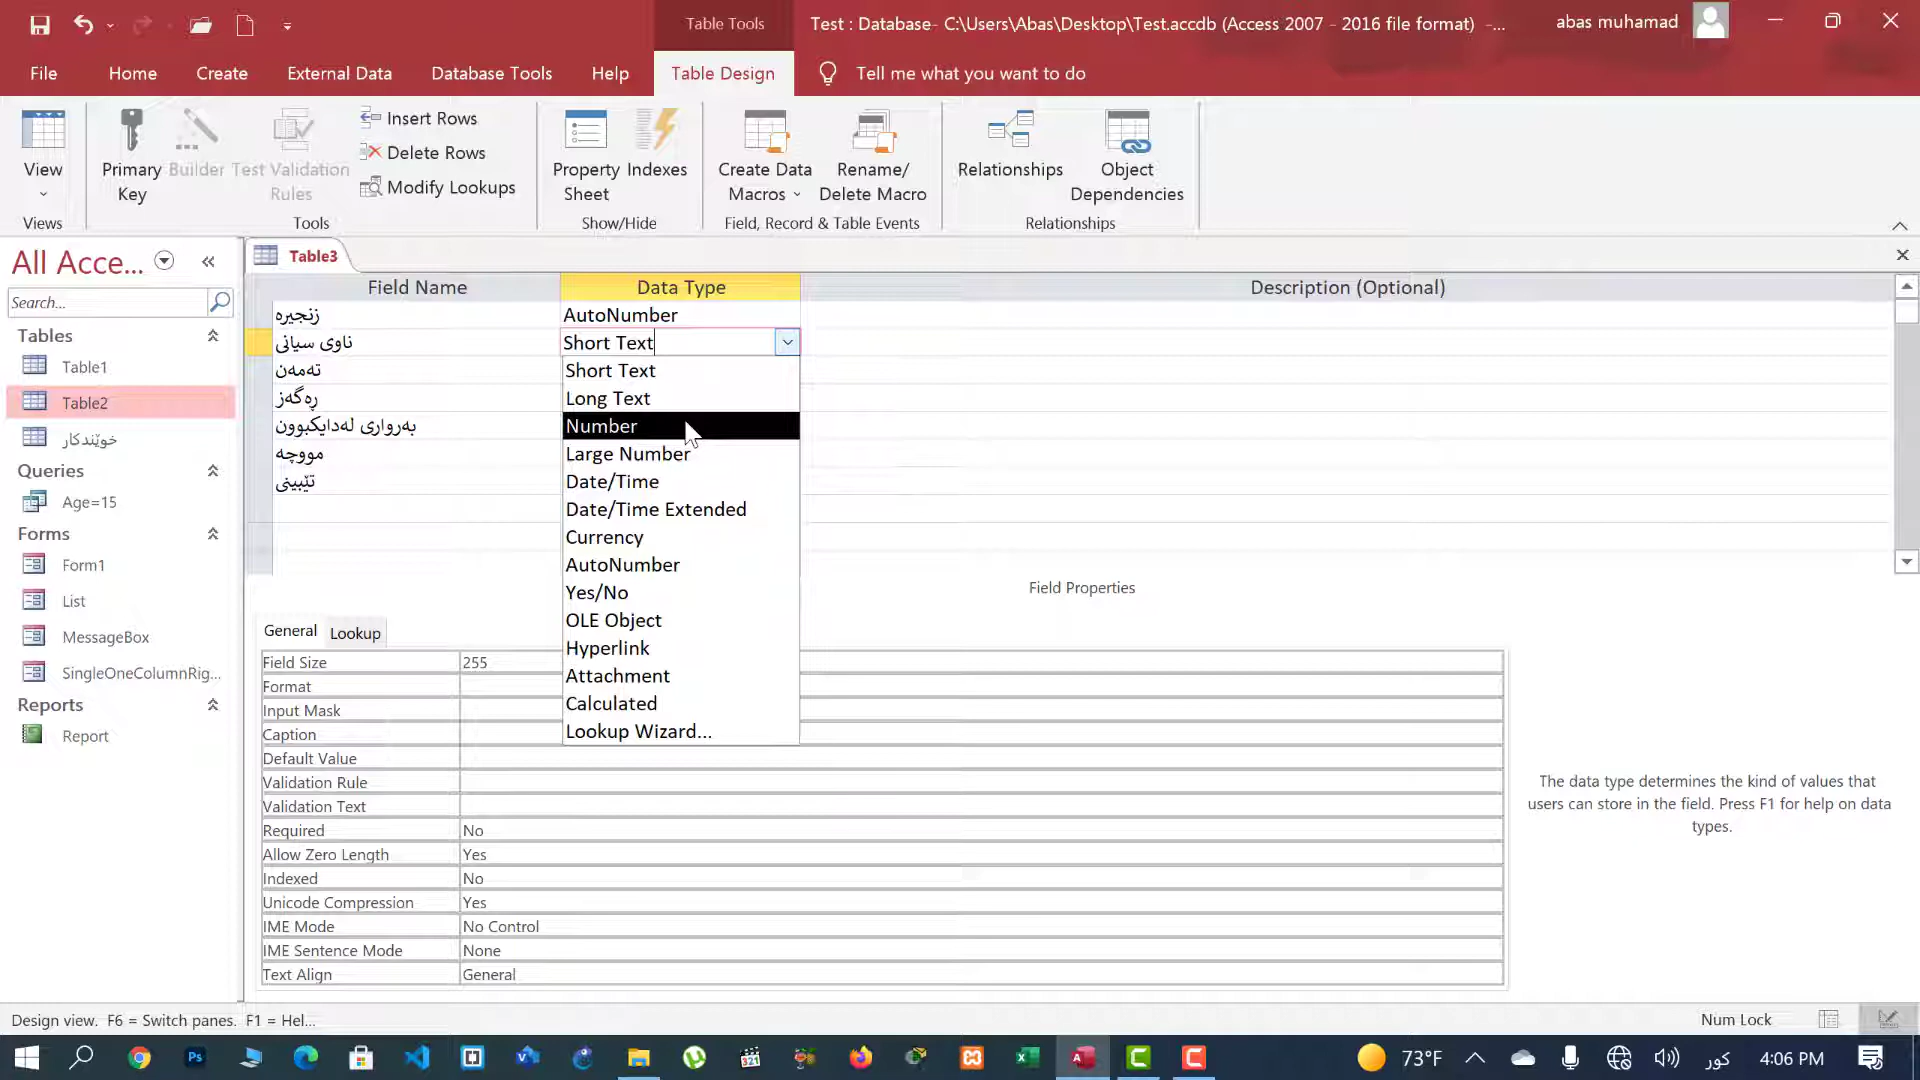 Table Tools
Test : Database- C:\Users\Abas\Desktop\Test.accdb (Access 2007 - 2016 file format) -...
abas muhamad
File
Home
Create
External Data
Database Tools
Help
Table Design
Tell me what you want to do
View
Primary Key
Builder
Test Validation Rules
Insert Rows
Delete Rows
Modify Lookups
Property Sheet
Indexes
Create Data Macros
Rename/ Delete Macro
Relationships
Object Dependencies
Views
Tools
Show/Hide
Field, Record & Table Events
Relationships
All Acce...
Search...
Tables
Table1
Table2
خوێندکار
Queries
Age=15
Forms
Form1
List
MessageBox
SingleOneColumnRig...
Reports
Report
Table3
Field Name
Data Type
Description (Optional)
زنجیرە
AutoNumber
ناوی سیانی
Short Text
تەمەن
ڕەگەز
بەرواری لەدایکبوون
مووچە
تێبینی
Short Text
Long Text
Number
Large Number
Date/Time
Date/Time Extended
Currency
AutoNumber
Yes/No
OLE Object
Hyperlink
Attachment
Calculated
Lookup Wizard...
Field Properties
General
Lookup
Field Size 255
Format
Input Mask
Caption
Default Value
Validation Rule
Validation Text
Required No
Allow Zero Length Yes
Indexed No
Unicode Compression Yes
IME Mode No Control
IME Sentence Mode None
Text Align General
The data type determines the kind of values that
users can store in the field. Press F1 for help on data
types.
Design view. F6 = Switch panes. F1 = Hel...
Num Lock
Ps
321
73°F
کور
4:06 PM